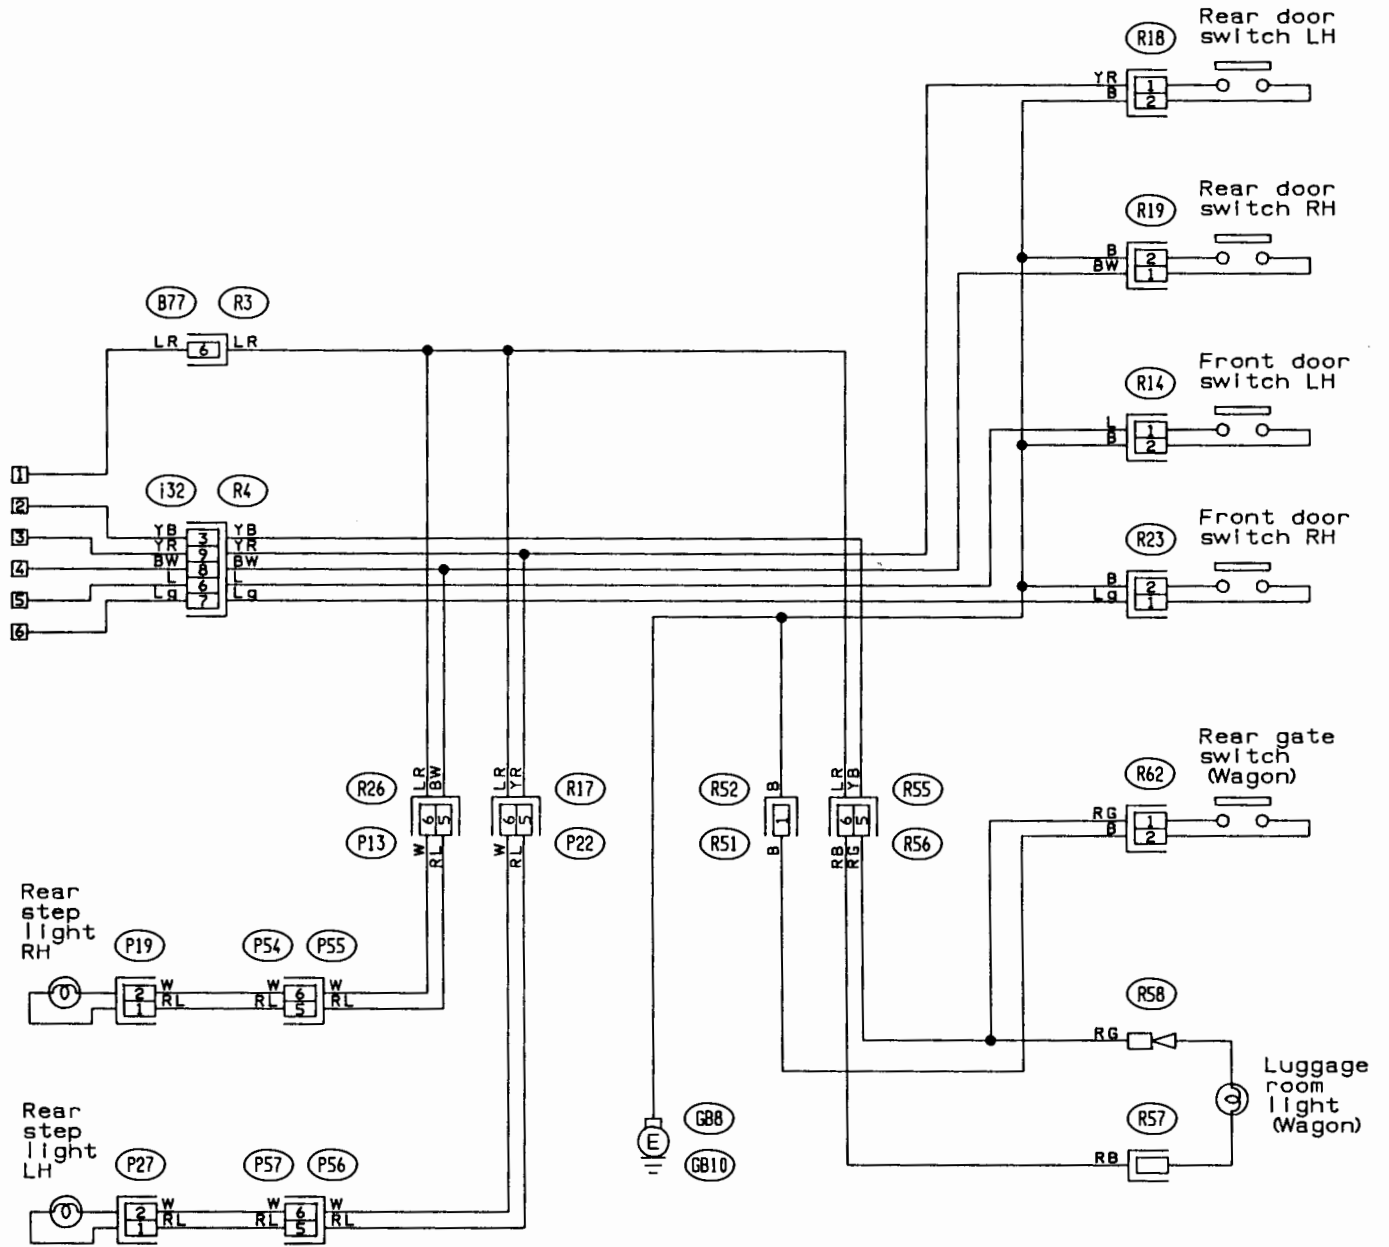 Rear door
switch LH
R18
YR
1
B
2
Rear door
switch RH
R19
B
2
BW
1
B77
R3
LR
6
LR
Front door
switch LH
R14
L
1
B
2
1
2
3
4
5
6
i32
R4
YB
3
YB
YR
9
YR
BW
8
BW
L
6
L
Lg
7
Lg
Front door
switch RH
R23
B
2
Lg
1
Rear gate
switch
(Wagon)
R62
RG
1
B
2
R26
LR
BW
6
5
P13
W
RL
R17
LR
YR
6
5
P22
W
RL
R52
B
1
R51
B
R55
LR
YB
6
5
R56
RB
RG
Rear
step
light
RH
P19
2
1
W
RL
P54
P55
W
RL
6
5
W
RL
R58
RG
Luggage
room
light
(Wagon)
R57
RB
GB8
E
GB10
Rear
step
light
LH
P27
2
1
W
RL
P57
P56
W
RL
6
5
W
RL